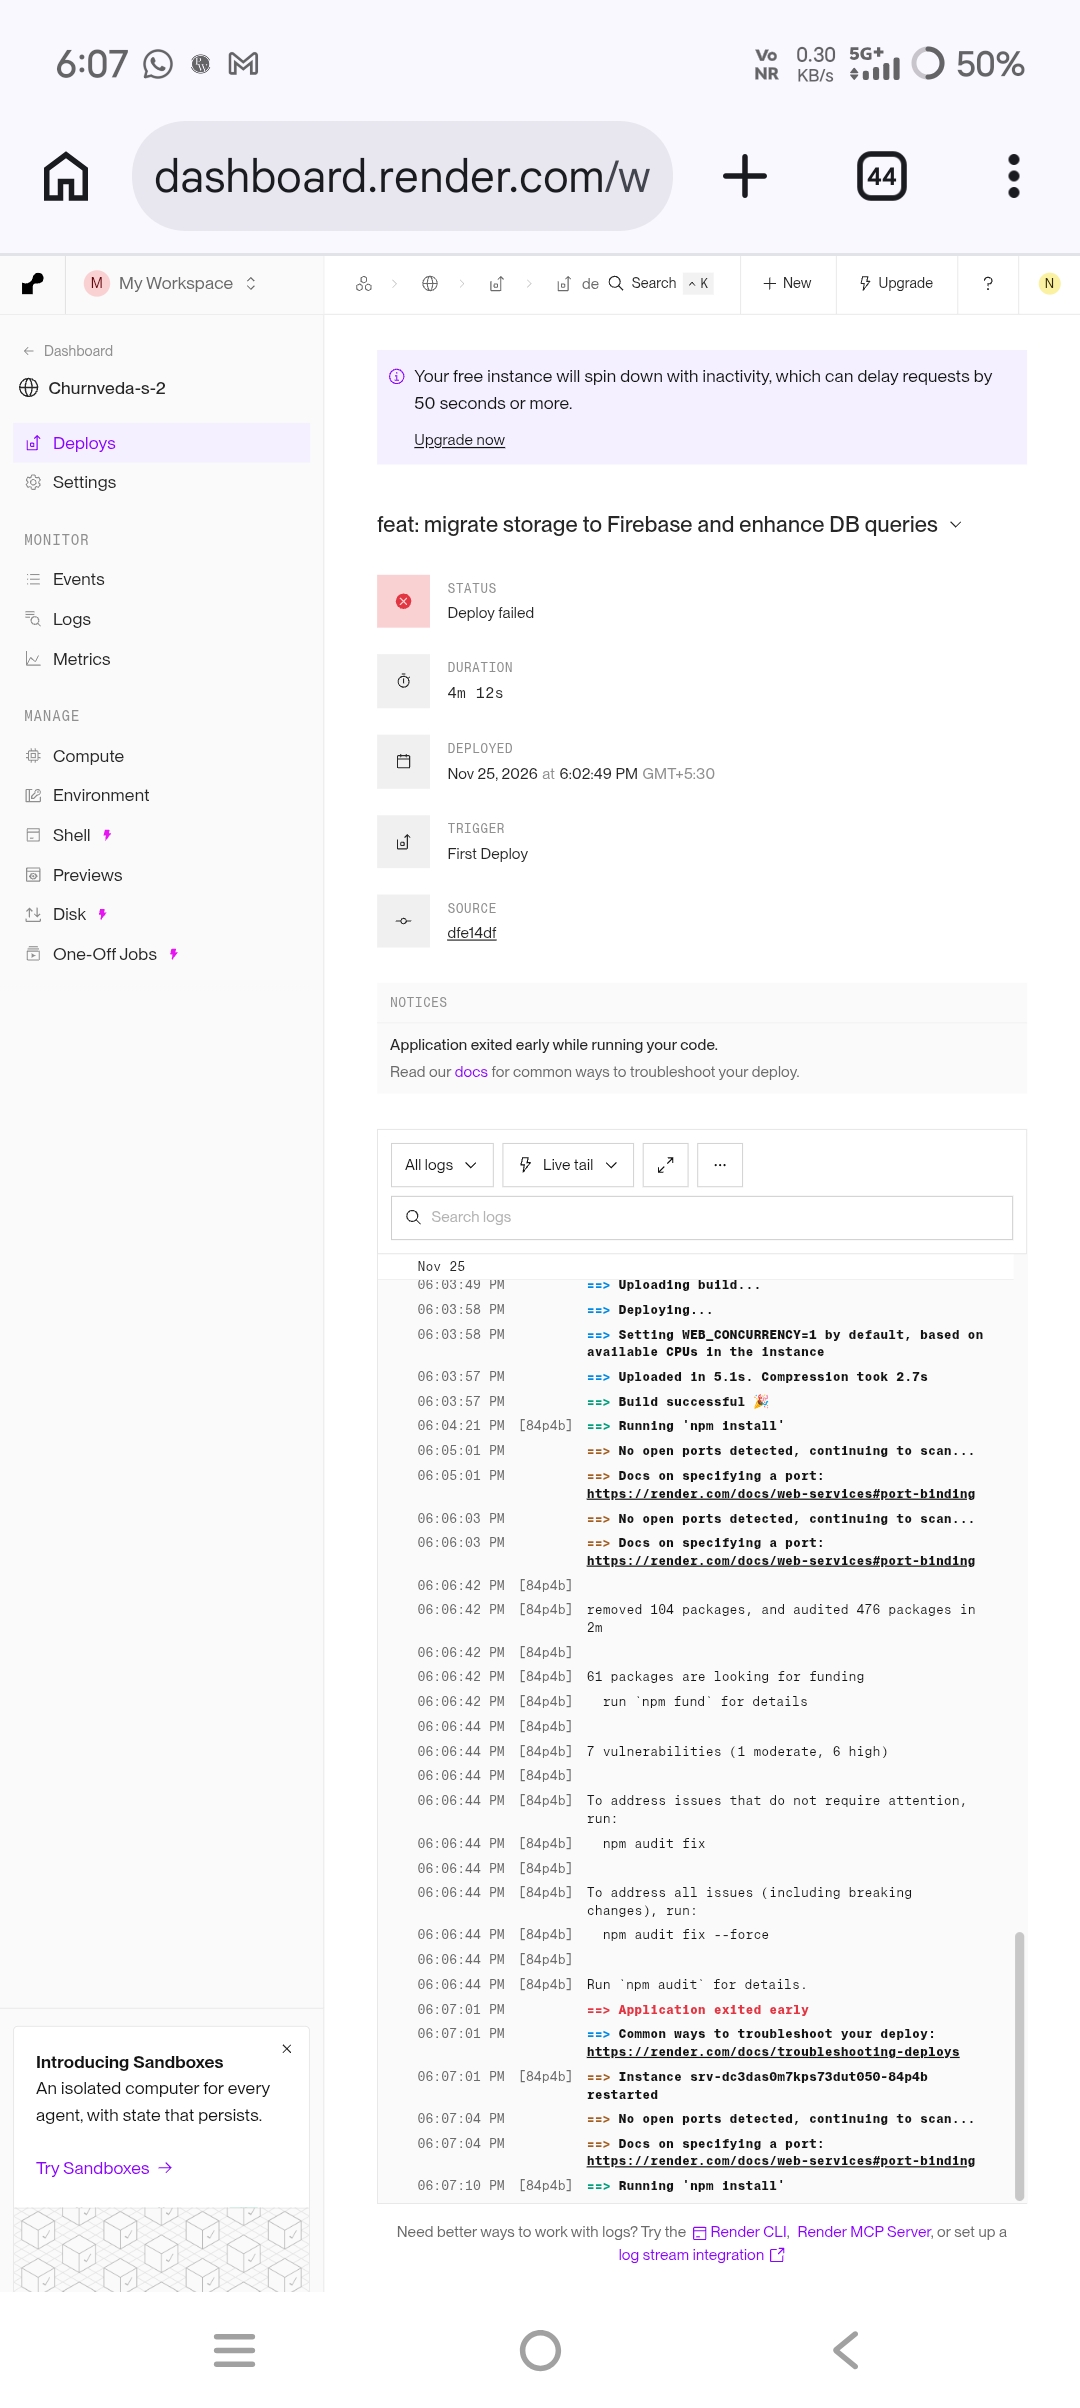 6:07
Vo NR 0.30 KB/s 5G+ 50%
dashboard.render.com/w
44
M My Workspace
de Search ^ K
+ New
Upgrade
?
N
← Dashboard
Churnveda-s-2
Deploys
Settings
MONITOR
Events
Logs
Metrics
MANAGE
Compute
Environment
Shell
Previews
Disk
One-Off Jobs
Introducing Sandboxes
An isolated computer for every
agent, with state that persists.
Try Sandboxes →
Your free instance will spin down with inactivity, which can delay requests by
50 seconds or more.
Upgrade now
feat: migrate storage to Firebase and enhance DB queries
STATUS
Deploy failed
DURATION
4m 12s
DEPLOYED
Nov 25, 2026 at 6:02:49 PM GMT+5:30
TRIGGER
First Deploy
SOURCE
dfe14df
NOTICES
Application exited early while running your code.
Read our docs for common ways to troubleshoot your deploy.
All logs
Live tail
...
Search logs
Nov 25
06:03:49 PM ==> Uploading build...
06:03:58 PM ==> Deploying...
06:03:58 PM ==> Setting WEB_CONCURRENCY=1 by default, based on
available CPUs in the instance
06:03:57 PM ==> Uploaded in 5.1s. Compression took 2.7s
06:03:57 PM ==> Build successful 🎉
06:04:21 PM [84p4b] ==> Running 'npm install'
06:05:01 PM ==> No open ports detected, continuing to scan...
06:05:01 PM ==> Docs on specifying a port:
https://render.com/docs/web-services#port-binding
06:06:03 PM ==> No open ports detected, continuing to scan...
06:06:03 PM ==> Docs on specifying a port:
https://render.com/docs/web-services#port-binding
06:06:42 PM [84p4b]
06:06:42 PM [84p4b] removed 104 packages, and audited 476 packages in
2m
06:06:42 PM [84p4b]
06:06:42 PM [84p4b] 61 packages are looking for funding
06:06:42 PM [84p4b] run `npm fund` for details
06:06:44 PM [84p4b]
06:06:44 PM [84p4b] 7 vulnerabilities (1 moderate, 6 high)
06:06:44 PM [84p4b]
06:06:44 PM [84p4b] To address issues that do not require attention,
run:
06:06:44 PM [84p4b] npm audit fix
06:06:44 PM [84p4b]
06:06:44 PM [84p4b] To address all issues (including breaking
changes), run:
06:06:44 PM [84p4b] npm audit fix --force
06:06:44 PM [84p4b]
06:06:44 PM [84p4b] Run `npm audit` for details.
06:07:01 PM ==> Application exited early
06:07:01 PM ==> Common ways to troubleshoot your deploy:
https://render.com/docs/troubleshooting-deploys
06:07:01 PM [84p4b] ==> Instance srv-dc3das0m7kps73dut050-84p4b
restarted
06:07:04 PM ==> No open ports detected, continuing to scan...
06:07:04 PM ==> Docs on specifying a port:
https://render.com/docs/web-services#port-binding
06:07:10 PM [84p4b] ==> Running 'npm install'
Need better ways to work with logs? Try the Render CLI, Render MCP Server, or set up a
log stream integration